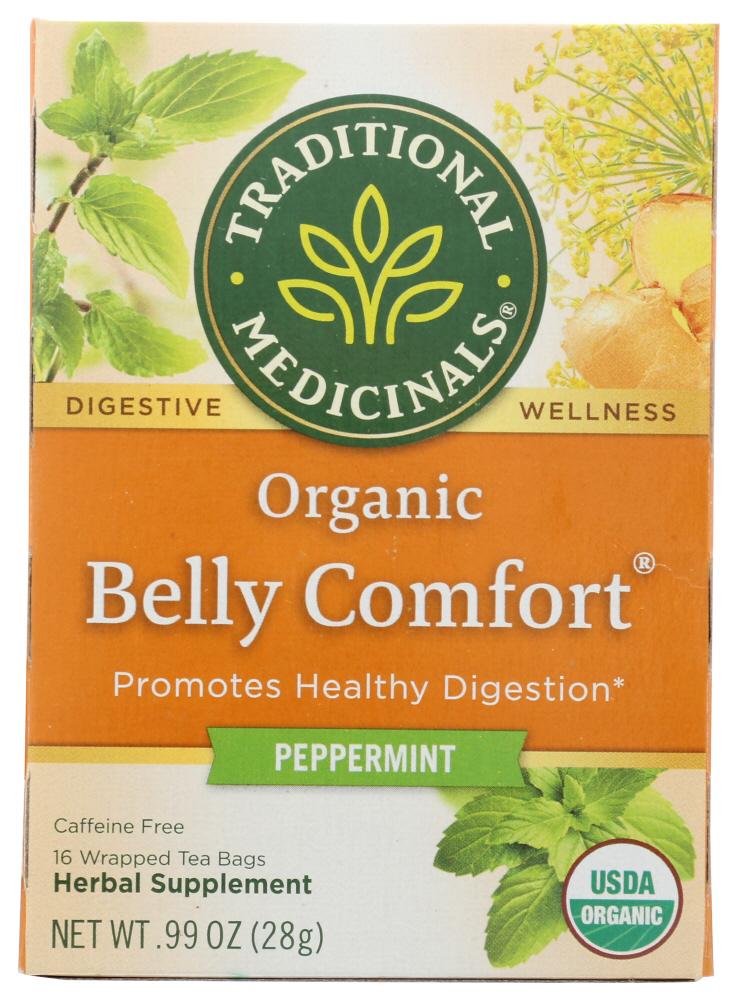 TRADITIONAL
MEDICINALS®
DIGESTIVE WELLNESS
Organic
Belly Comfort®
Promotes Healthy Digestion*
PEPPERMINT
Caffeine Free
16 Wrapped Tea Bags
Herbal Supplement
NET WT .99 OZ (28g)
USDA
ORGANIC